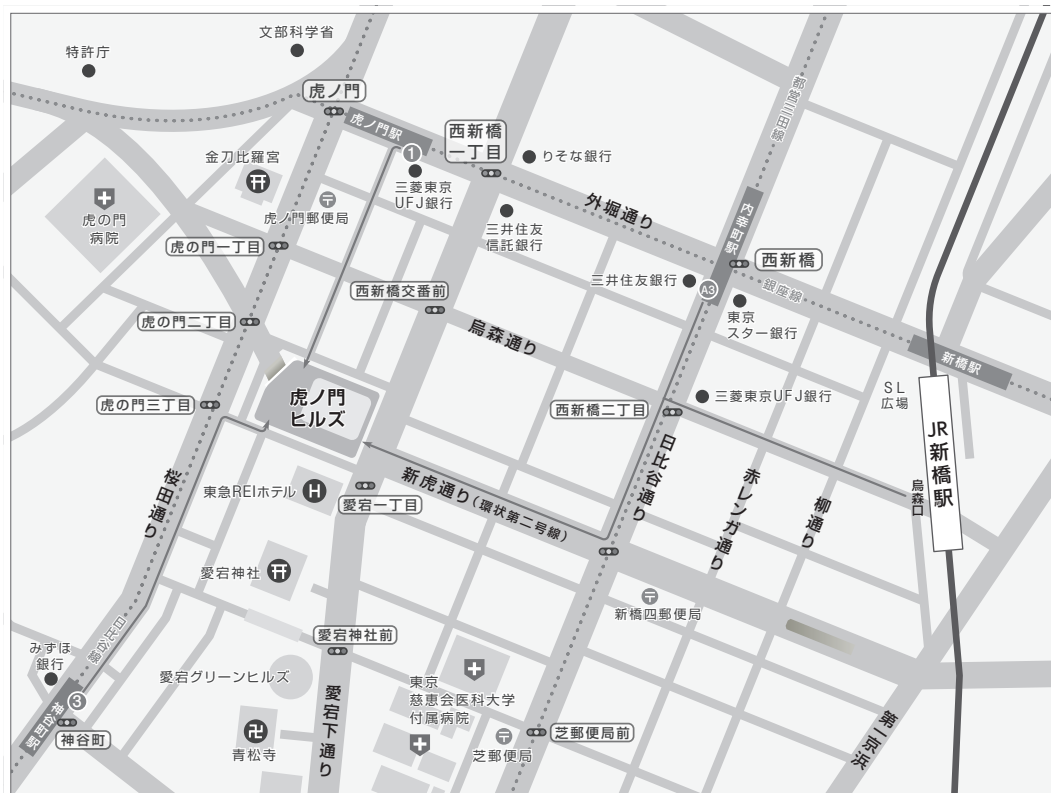 文部科学省
特許庁
虎ノ門
虎ノ門駅
1
西新橋
一丁目
りそな銀行
都営三田線
金刀比羅宮
三菱東京
UFJ銀行
虎の門
病院
虎ノ門郵便局
三井住友
信託銀行
外堀通り
内幸町駅
虎の門一丁目
西新橋
三井住友銀行
A3
銀座線
西新橋交番前
東京
スター銀行
虎の門二丁目
烏森通り
新橋駅
虎ノ門
ヒルズ
虎の門三丁目
西新橋二丁目
三菱東京UFJ銀行
SL
広場
JR新橋駅
烏森口
桜田通り
東急REIホテル
H
愛宕一丁目
新虎通り(環状第二号線)
日比谷通り
赤レンガ通り
柳通り
愛宕神社
新橋四郵便局
日比谷線
愛宕神社前
みずほ
銀行
3
神谷町駅
神谷町
愛宕グリーンヒルズ
愛宕下通り
東京
慈恵会医科大学
付属病院
青松寺
芝郵便局
芝郵便局前
第一京浜